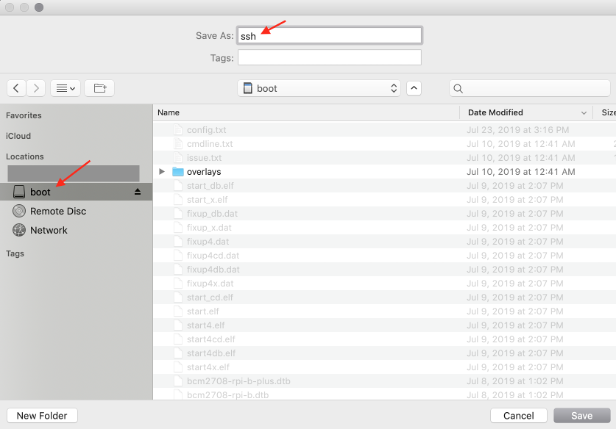 Save As: ssh
Tags:
boot
Favorites
iCloud
Locations
boot
Remote Disc
Network
Tags
Name Date Modified Size
config.txt Jul 23, 2019 at 3:16 PM
cmdline.txt Jul 10, 2019 at 12:41 AM
issue.txt Jul 10, 2019 at 12:41 AM
overlays Jul 10, 2019 at 12:41 AM
start_db.elf Jul 9, 2019 at 2:07 PM
start_x.elf Jul 9, 2019 at 2:07 PM
fixup_db.dat Jul 9, 2019 at 2:07 PM
fixup_x.dat Jul 9, 2019 at 2:07 PM
fixup4.dat Jul 9, 2019 at 2:07 PM
fixup4cd.dat Jul 9, 2019 at 2:07 PM
fixup4db.dat Jul 9, 2019 at 2:07 PM
fixup4x.dat Jul 9, 2019 at 2:07 PM
start_cd.elf Jul 9, 2019 at 2:07 PM
start.elf Jul 9, 2019 at 2:07 PM
start4.elf Jul 9, 2019 at 2:07 PM
start4cd.elf Jul 9, 2019 at 2:07 PM
start4db.elf Jul 9, 2019 at 2:07 PM
start4x.elf Jul 9, 2019 at 2:07 PM
bcm2708-rpi-b-plus.dtb Jul 8, 2019 at 1:02 PM
bcm2708-rpi-b.dtb Jul 8, 2019 at 1:02 PM
New Folder Cancel Save